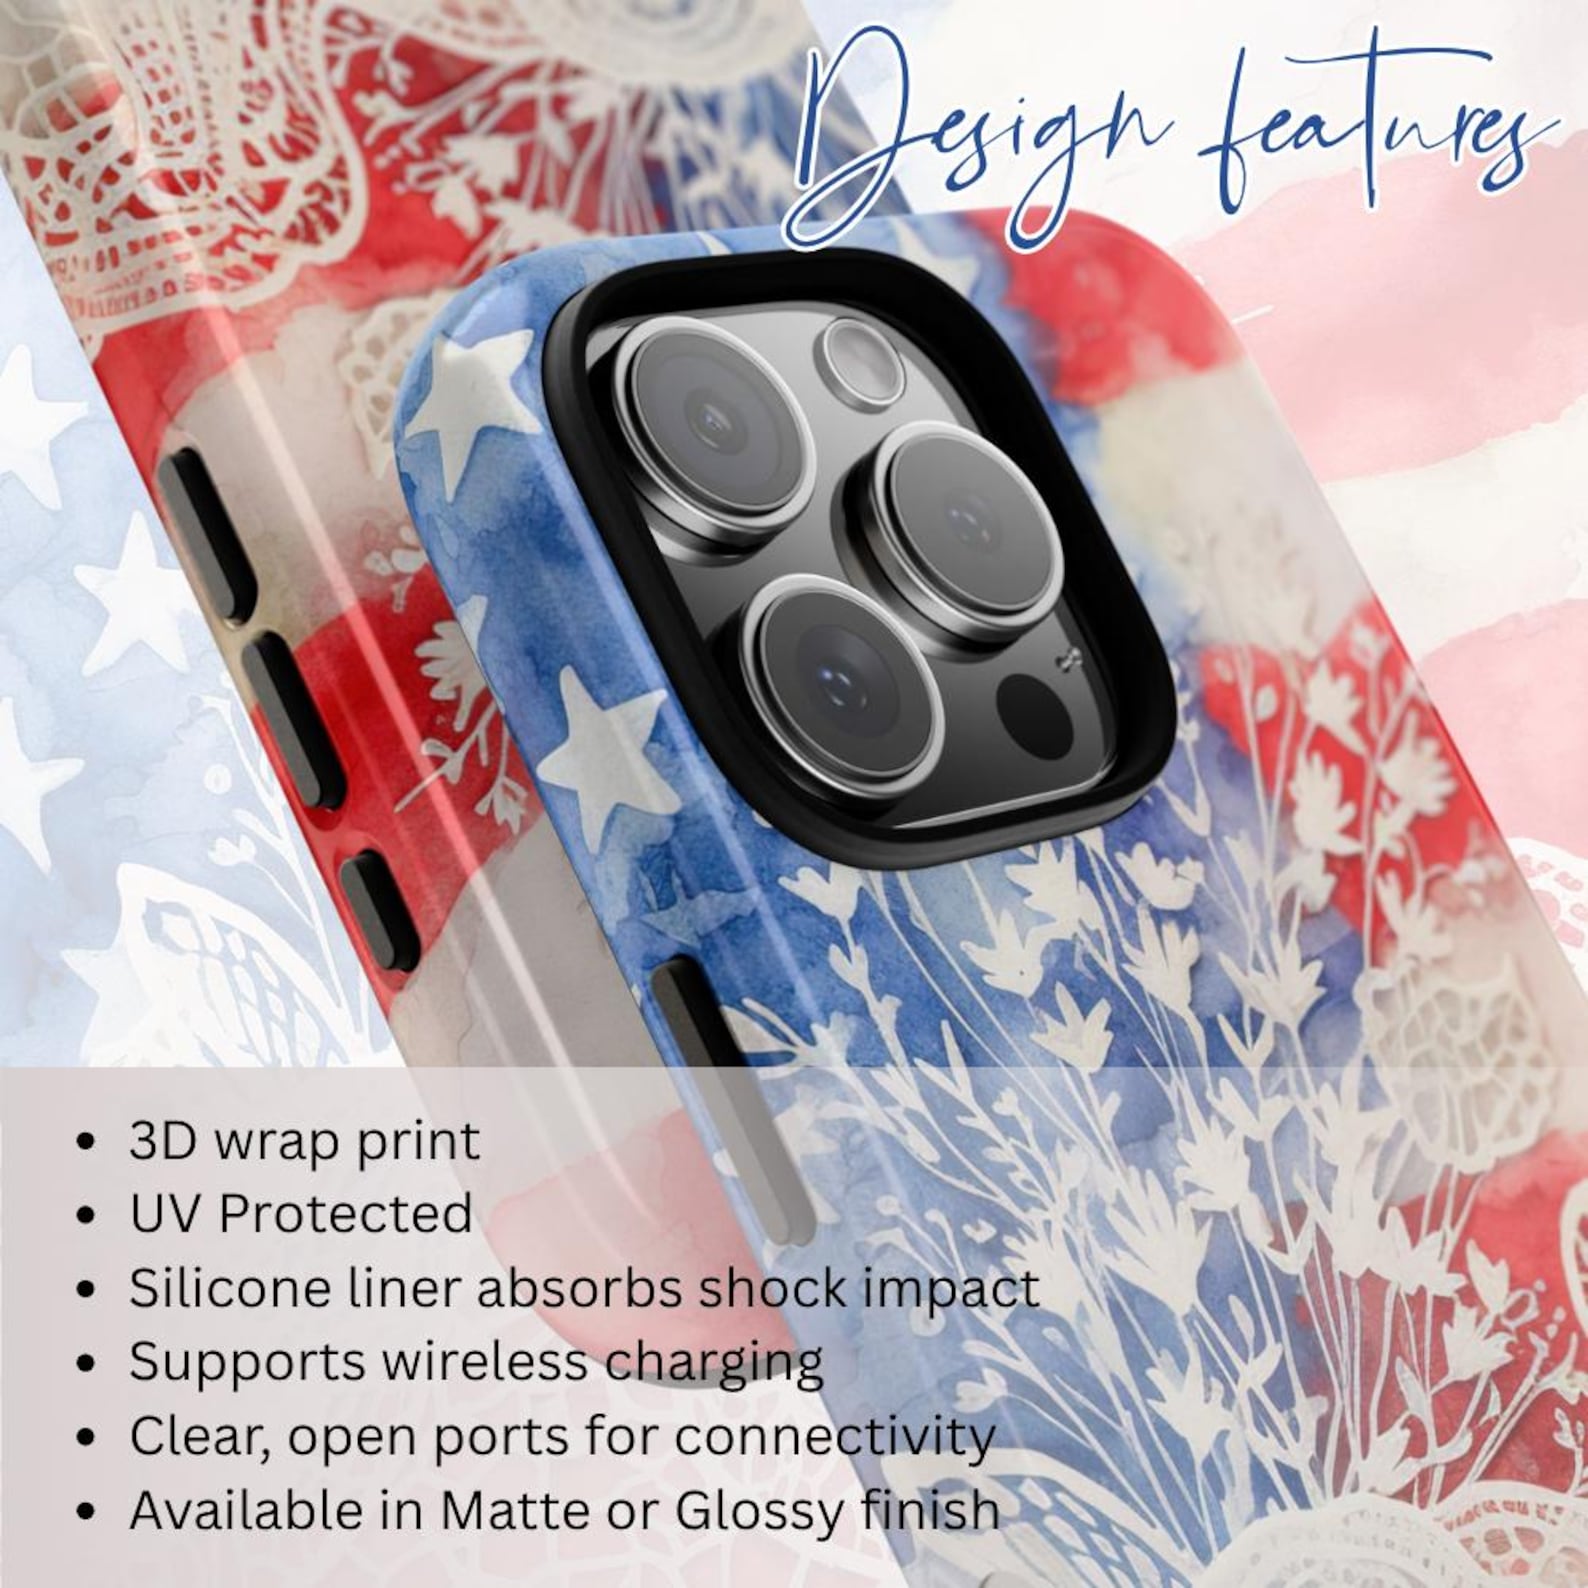 Design features
• 3D wrap print
• UV Protected
• Silicone liner absorbs shock impact
• Supports wireless charging
• Clear, open ports for connectivity
• Available in Matte or Glossy finish